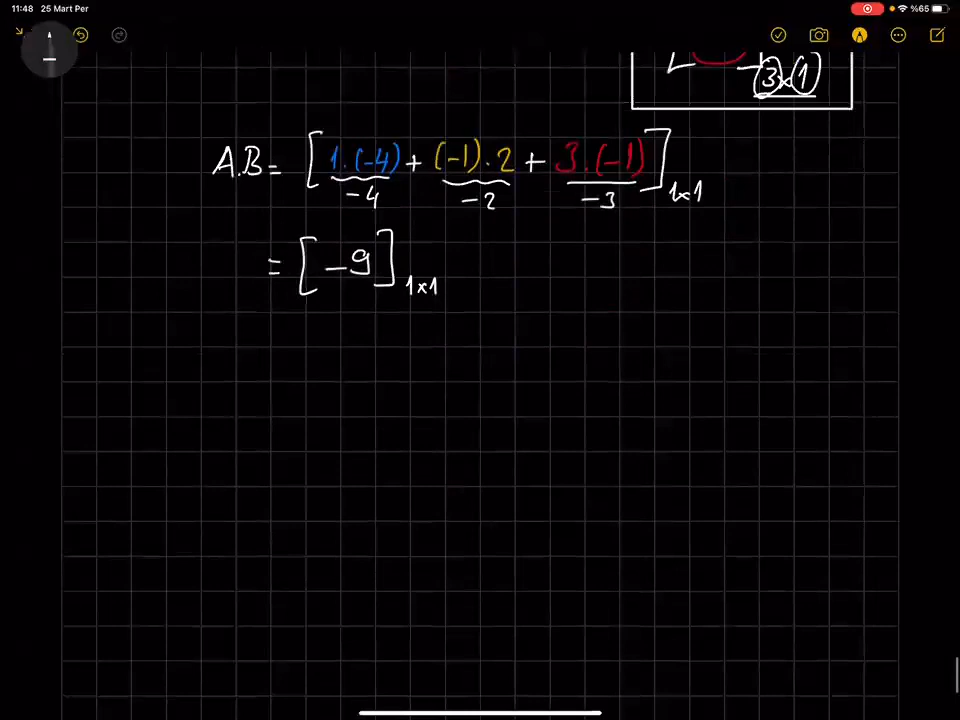 11:48 25 Mart Per %65
3x1
A.B= [1.(-4)+(-1).2+3.(-1)]1x1
-4 -2 -3
= [-9]1x1